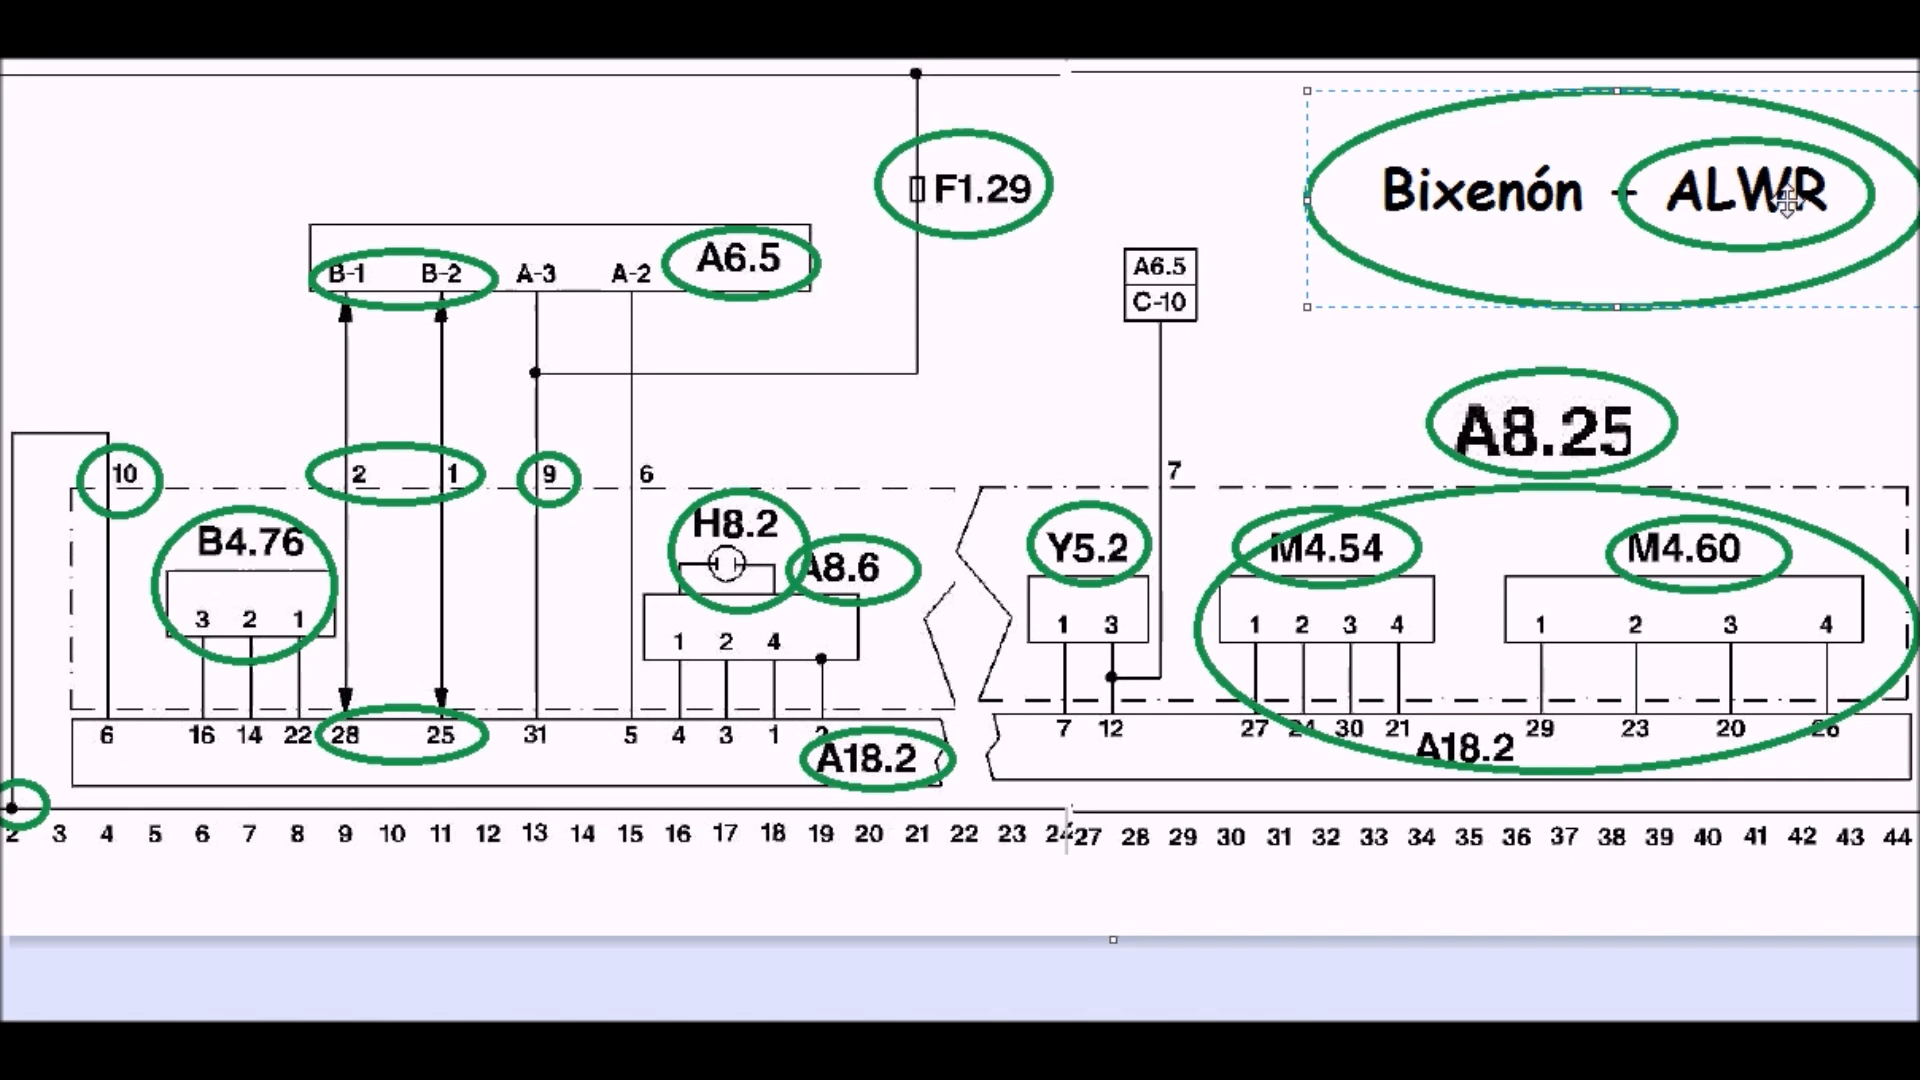 F1.29
Bixenón + ALWR
B-1 B-2 A-3 A-2 A6.5
A6.5
C-10
A8.25
10 2 1 9 6 7
B4.76 H8.2 A8.6 Y5.2 M4.54 M4.60
3 2 1 1 2 4 1 3 1 2 3 4 1 2 3 4
6 16 14 22 28 25 31 5 4 3 1 2 7 12 27 24 30 21 29 23 20 26
A18.2 A18.2
2 3 4 5 6 7 8 9 10 11 12 13 14 15 16 17 18 19 20 21 22 23 24 27 28 29 30 31 32 33 34 35 36 37 38 39 40 41 42 43 44